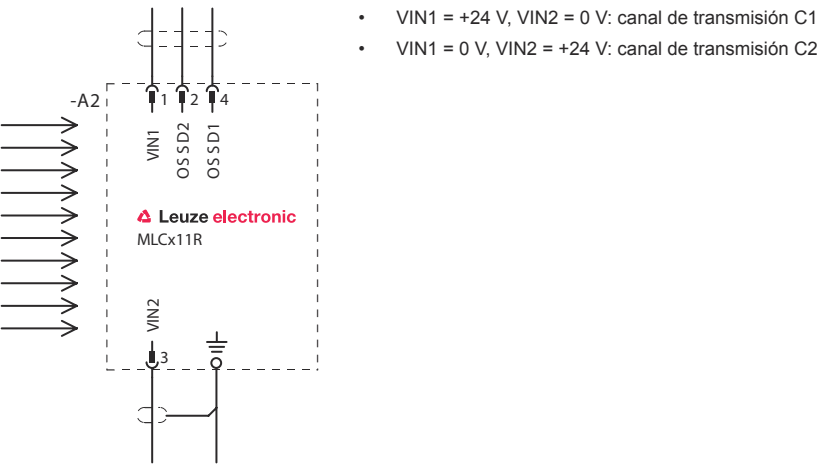 • VIN1 = +24 V, VIN2 = 0 V: canal de transmisión C1
• VIN1 = 0 V, VIN2 = +24 V: canal de transmisión C2
-A2
1 2 4
VIN1
OSSD2
OSSD1
Leuze electronic
MLCx11R
VIN2
3